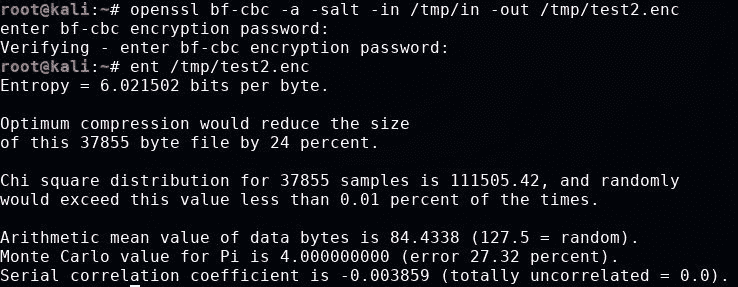 root@kali:~# openssl bf-cbc -a -salt -in /tmp/in -out /tmp/test2.enc
enter bf-cbc encryption password:
Verifying - enter bf-cbc encryption password:
root@kali:~# ent /tmp/test2.enc
Entropy = 6.021502 bits per byte.
Optimum compression would reduce the size
of this 37855 byte file by 24 percent.
Chi square distribution for 37855 samples is 111505.42, and randomly
would exceed this value less than 0.01 percent of the times.
Arithmetic mean value of data bytes is 84.4338 (127.5 = random).
Monte Carlo value for Pi is 4.000000000 (error 27.32 percent).
Serial correlation coefficient is -0.003859 (totally uncorrelated = 0.0).